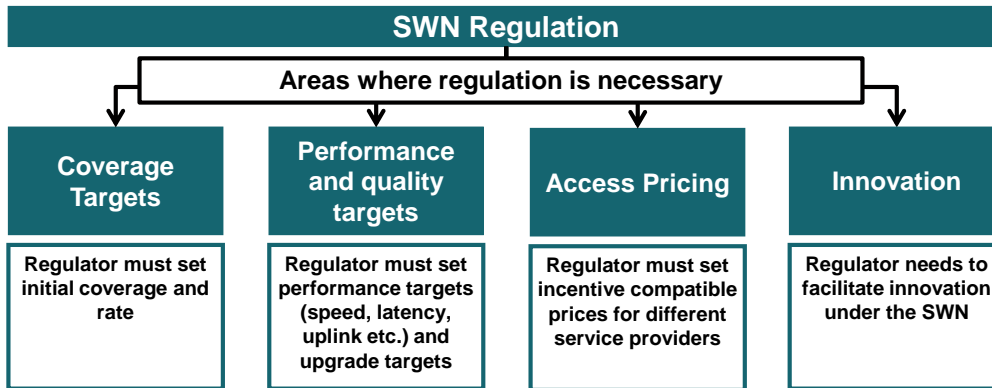 SWN Regulation
Areas where regulation is necessary
Coverage
Targets
Performance
and quality
targets
Access Pricing
Innovation
Regulator must set
initial coverage and
rate
Regulator must set
performance targets
(speed, latency,
uplink etc.) and
upgrade targets
Regulator must set
incentive compatible
prices for different
service providers
Regulator needs to
facilitate innovation
under the SWN